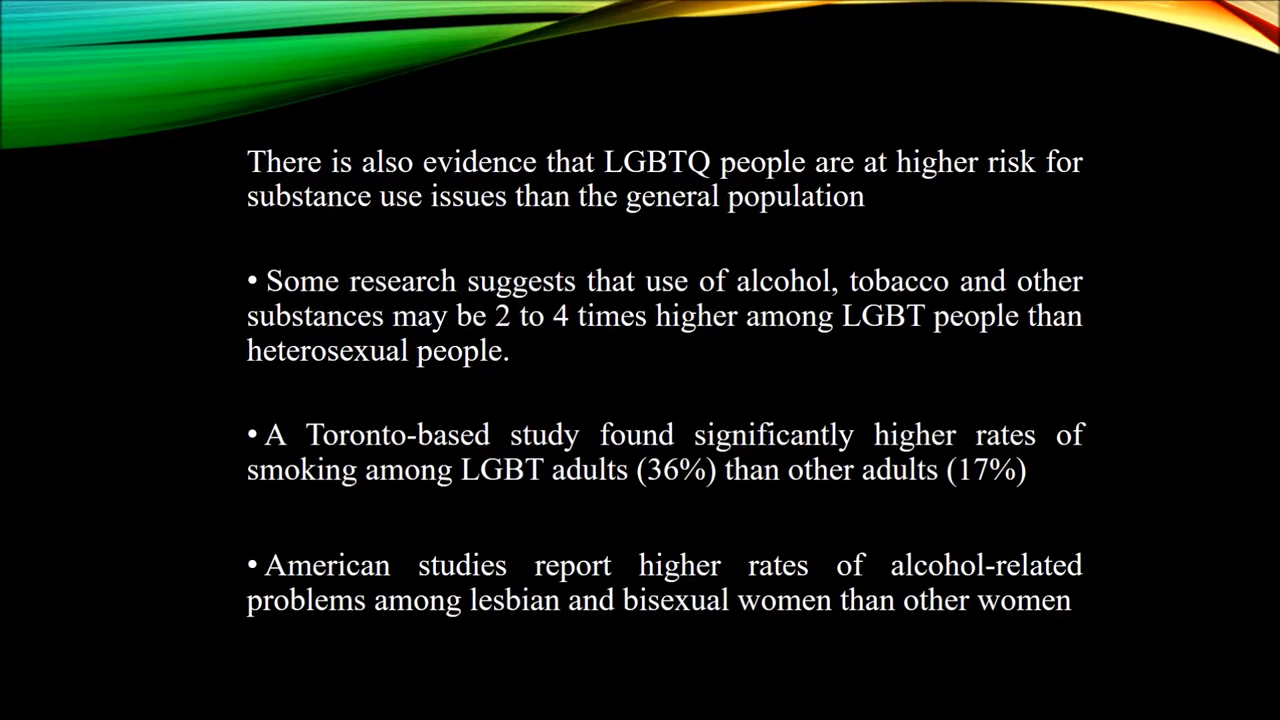 There is also evidence that LGBTQ people are at higher risk for
substance use issues than the general population
• Some research suggests that use of alcohol, tobacco and other
substances may be 2 to 4 times higher among LGBT people than
heterosexual people.
• A Toronto-based study found significantly higher rates of
smoking among LGBT adults (36%) than other adults (17%)
• American studies report higher rates of alcohol-related
problems among lesbian and bisexual women than other women